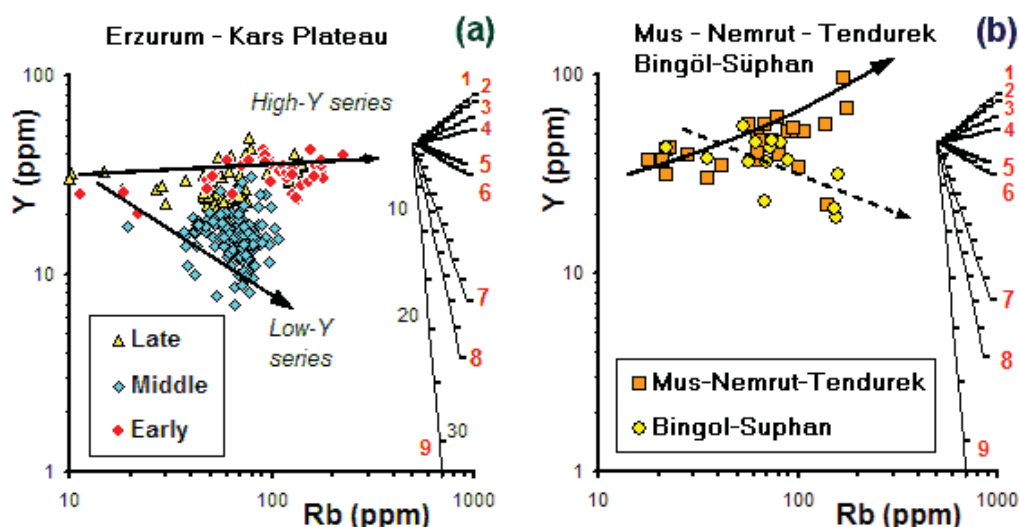 Erzurum - Kars Plateau
(a)
100
High-Y series
1
2
3
4
5
6
10
7
20
Low-Y
series
8
30
9
10
1
Y (ppm)
Late
Middle
Early
10
100
1000
Rb (ppm)
Mus - Nemrut - Tendurek
Bingöl-Süphan
(b)
100
1
2
3
4
5
6
7
8
9
10
1
Y (ppm)
Mus-Nemrut-Tendurek
Bingol-Suphan
10
100
1000
Rb (ppm)